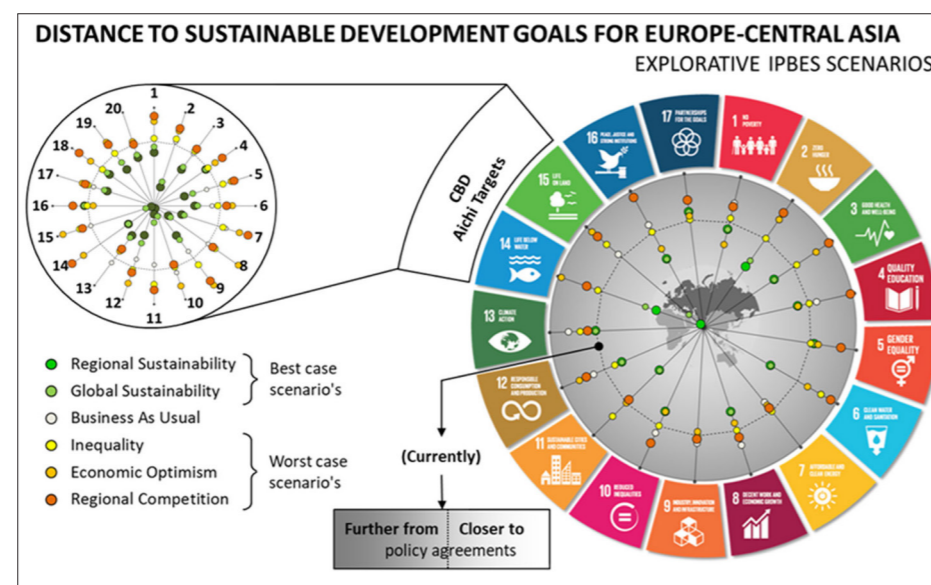 DISTANCE TO SUSTAINABLE DEVELOPMENT GOALS FOR EUROPE-CENTRAL ASIA
EXPLORATIVE IPBES SCENARIOS
1
2
3
4
5
6
7
8
9
10
11
12
13
14
15
16
17
18
19
20
CBD
Aichi Targets
1 NO
POVERTY
2 ZERO
HUNGER
3 GOOD HEALTH
AND WELL-BEING
4 QUALITY
EDUCATION
5 GENDER
EQUALITY
6 CLEAN WATER
AND SANITATION
7 AFFORDABLE AND
CLEAN ENERGY
8 DECENT WORK AND
ECONOMIC GROWTH
9 INDUSTRY, INNOVATION
AND INFRASTRUCTURE
10 REDUCED
INEQUALITIES
11 SUSTAINABLE CITIES
AND COMMUNITIES
12 RESPONSIBLE
CONSUMPTION
AND PRODUCTION
13 CLIMATE
ACTION
14 LIFE BELOW
WATER
15 LIFE
ON LAND
16 PEACE, JUSTICE AND
STRONG INSTITUTIONS
17 PARTNERSHIPS
FOR THE GOALS
Regional Sustainability
Global Sustainability
Best case
scenario's
Business As Usual
Inequality
Economic Optimism
Regional Competition
Worst case
scenario's
(Currently)
Further from Closer to
policy agreements